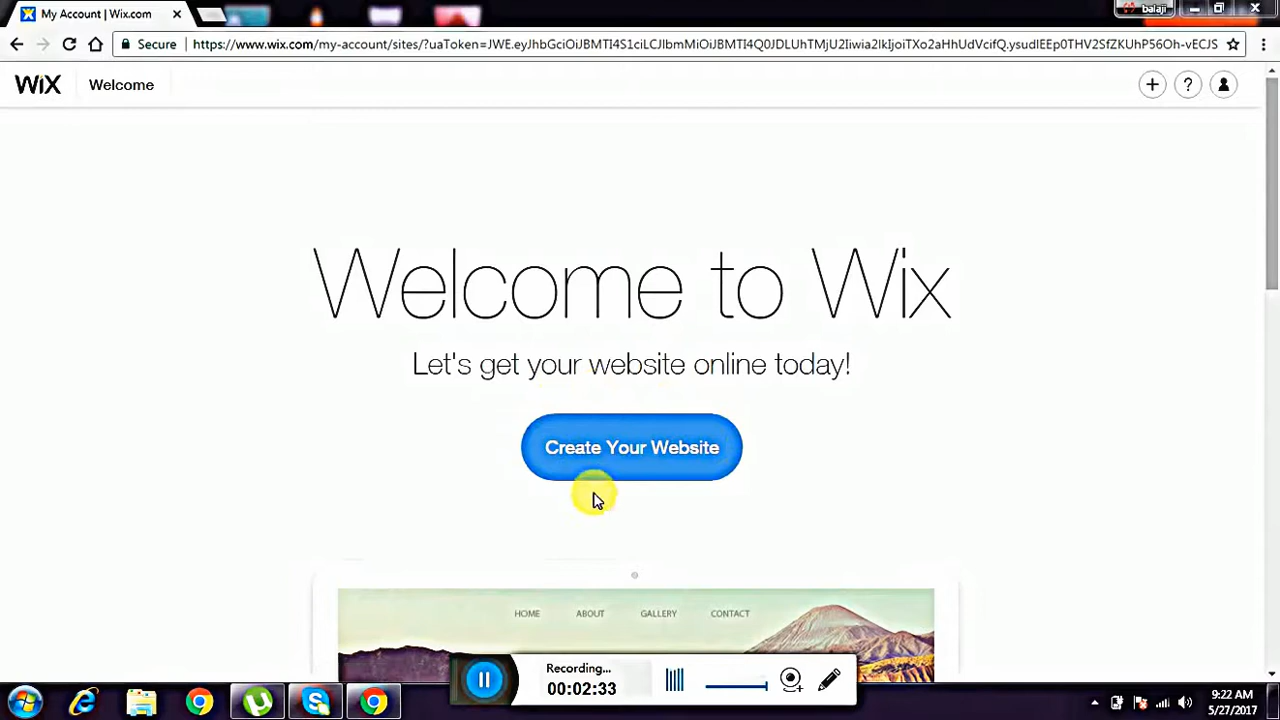 My Account | Wix.com
balaji
Secure
https://www.wix.com/my-account/sites/?uaToken=JWE.eyJhbGciOiJBMTI4S1ciLCJlbmMiOiJBMTI4Q0JDLUhTMjU2Iiwia2lkIjoiTXo2aHhUdVcifQ.ysudIEEp0THV2SfZKUhP56Oh-vECJS
WiX Welcome
+ ?
Welcome to Wix
Let's get your website online today!
Create Your Website
HOME ABOUT GALLERY CONTACT
Recording...
00:02:33
9:22 AM
5/27/2017